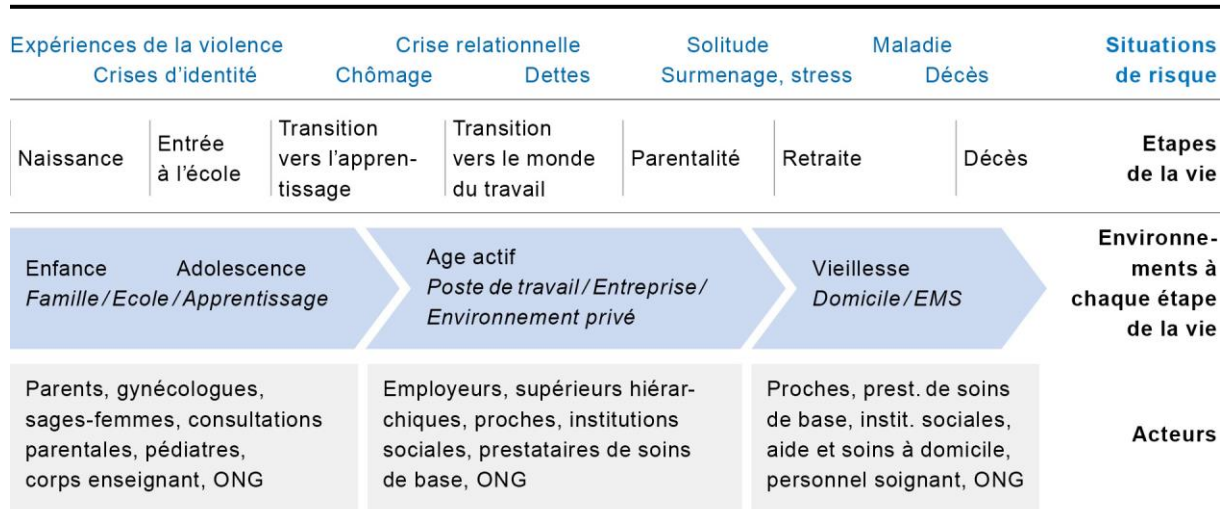 Expériences de la violence Crise relationnelle Solitude Maladie Situations
Crises d’identité Chômage Dettes Surmenage, stress Décès de risque
Naissance
Entrée
à l’école
Transition
vers l’appren-
tissage
Transition
vers le monde
du travail
Parentalité
Retraite
Décès
Etapes
de la vie
Enfance Adolescence
Famille / Ecole / Apprentissage
Age actif
Poste de travail / Entreprise /
Environnement privé
Vieillesse
Domicile / EMS
Environne-
ments à
chaque étape
de la vie
Parents, gynécologues,
sages-femmes, consultations
parentales, pédiatres,
corps enseignant, ONG
Employeurs, supérieurs hiérar-
chiques, proches, institutions
sociales, prestataires de soins
de base, ONG
Proches, prest. de soins
de base, instit. sociales,
aide et soins à domicile,
personnel soignant, ONG
Acteurs